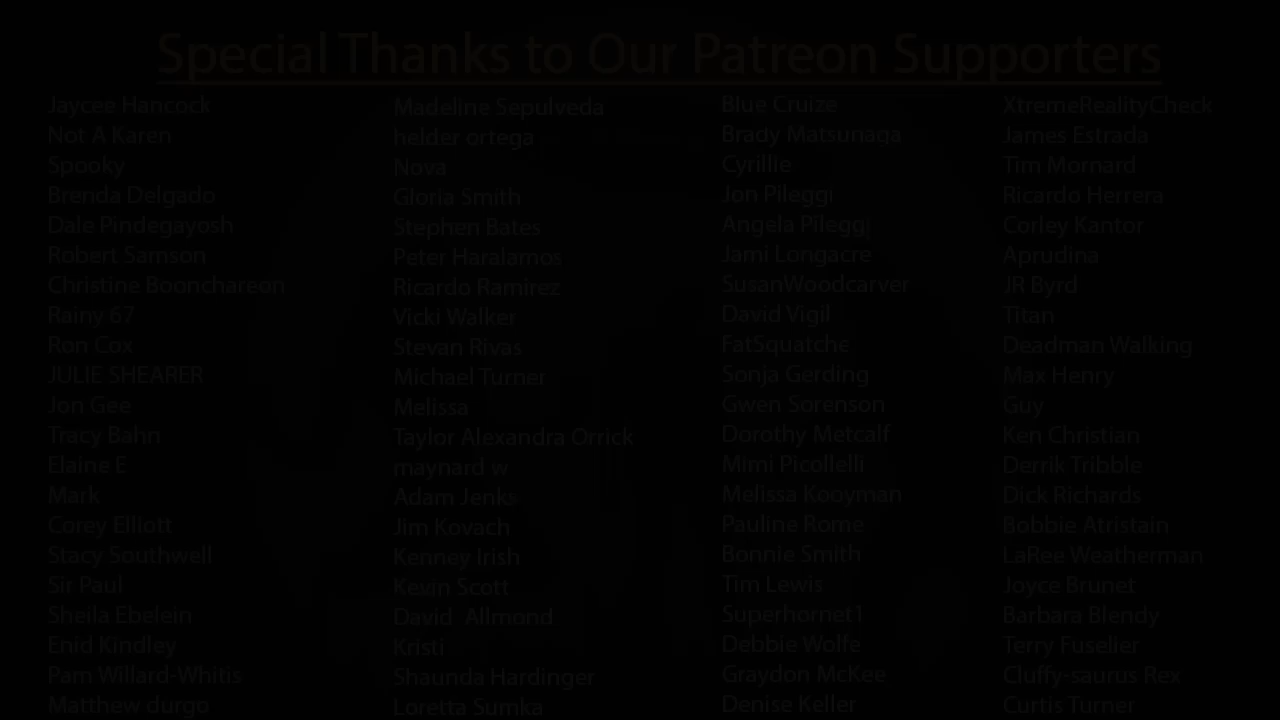 Special Thanks to Our Patreon Supporters
Jaycee Hancock
Not A Karen
Spooky
Brenda Delgado
Dale Pindegayosh
Robert Samson
Christine Boonchareon
Rainy 67
Ron Cox
JULIE SHEARER
Jon Gee
Tracy Bahn
Elaine E
Mark
Corey Elliott
Stacy Southwell
Sir Paul
Sheila Ebelein
Enid Kindley
Pam Willard-Whitis
Matthew durgo
Madeline Sepulveda
helder ortega
Nova
Gloria Smith
Stephen Bates
Peter Haralamos
Ricardo Ramirez
Vicki Walker
Stevan Rivas
Michael Turner
Melissa
Taylor Alexandra Orrick
maynard w
Adam Jenks
Jim Kovach
Kenney Irish
Kevin Scott
David Allmond
Kristi
Shaunda Hardinger
Loretta Sumka
Blue Cruize
Brady Matsunaga
Cyrillie
Jon Pileggi
Angela Pileggi
Jami Longacre
SusanWoodcarver
David Vigil
FatSquatche
Sonja Gerding
Gwen Sorenson
Dorothy Metcalf
Mimi Picollelli
Melissa Kooyman
Pauline Rome
Bonnie Smith
Tim Lewis
Superhornet1
Debbie Wolfe
Graydon McKee
Denise Keller
XtremeRealityCheck
James Estrada
Tim Mornard
Ricardo Herrera
Corley Kantor
Aprudina
JR Byrd
Titan
Deadman Walking
Max Henry
Guy
Ken Christian
Derrik Tribble
Dick Richards
Bobbie Atristain
LaRee Weatherman
Joyce Brunet
Barbara Blendy
Terry Fuselier
Cluffy-saurus Rex
Curtis Turner